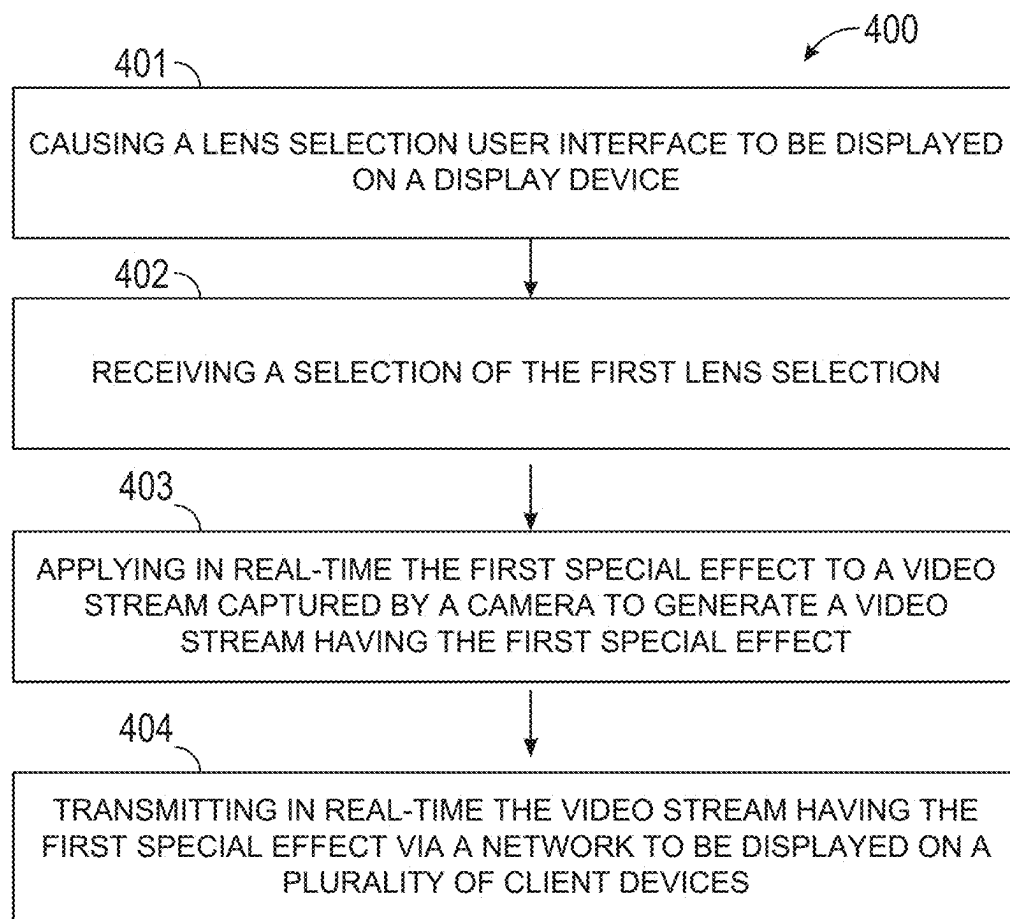 400
401
CAUSING A LENS SELECTION USER INTERFACE TO BE DISPLAYED
ON A DISPLAY DEVICE
402
RECEIVING A SELECTION OF THE FIRST LENS SELECTION
403
APPLYING IN REAL-TIME THE FIRST SPECIAL EFFECT TO A VIDEO
STREAM CAPTURED BY A CAMERA TO GENERATE A VIDEO
STREAM HAVING THE FIRST SPECIAL EFFECT
404
TRANSMITTING IN REAL-TIME THE VIDEO STREAM HAVING THE
FIRST SPECIAL EFFECT VIA A NETWORK TO BE DISPLAYED ON A
PLURALITY OF CLIENT DEVICES